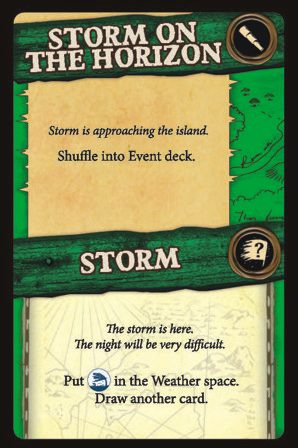 STORM ON
THE HORIZON
Storm is approaching the island.
Shuffle into Event deck.
STORM
?
The storm is here.
The night will be very difficult.
Put in the Weather space.
Draw another card.